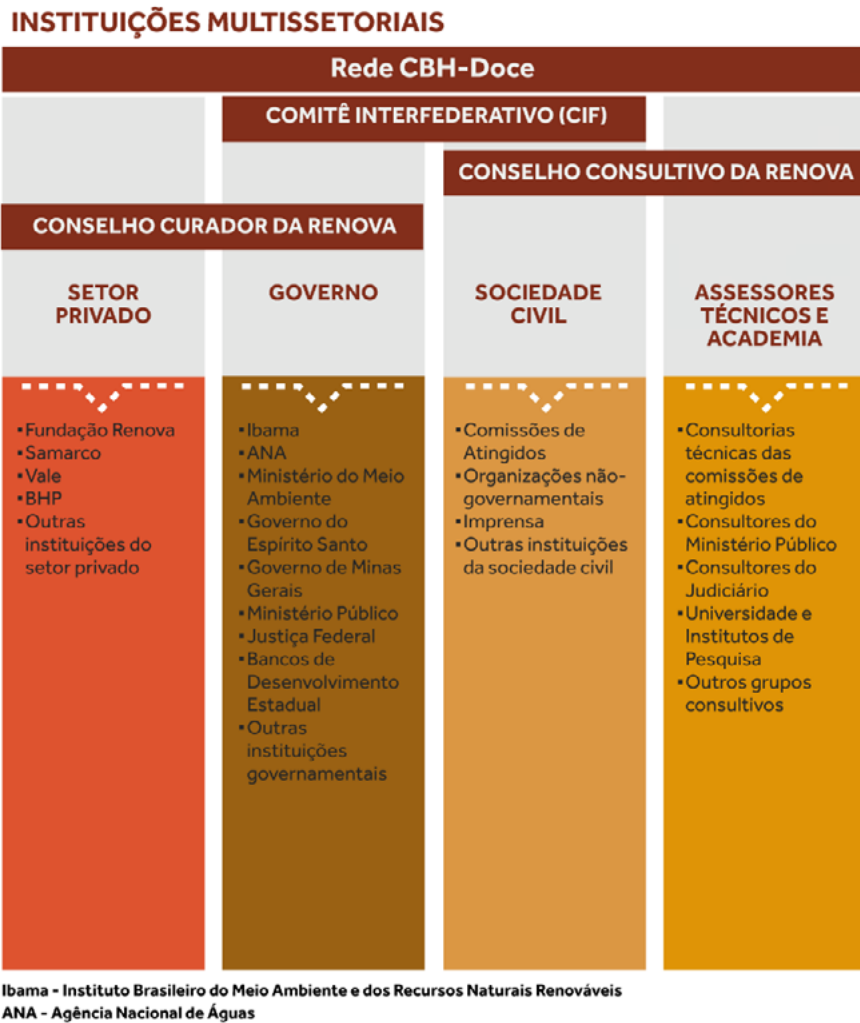 INSTITUIÇÕES MULTISSETORIAIS
Rede CBH-Doce
COMITÊ INTERFEDERATIVO (CIF)
CONSELHO CONSULTIVO DA RENOVA
CONSELHO CURADOR DA RENOVA
SETOR
PRIVADO
▪Fundação Renova
▪Samarco
▪Vale
▪BHP
▪Outras
instituições do
setor privado
GOVERNO
▪Ibama
▪ANA
▪Ministério do Meio
Ambiente
▪Governo do
Espírito Santo
▪Governo de Minas
Gerais
▪Ministério Público
▪Justiça Federal
▪Bancos de
Desenvolvimento
Estadual
▪Outras
instituições
governamentais
SOCIEDADE
CIVIL
▪Comissões de
Atingidos
▪Organizações não-
governamentais
▪Imprensa
▪Outras instituições
da sociedade civil
ASSESSORES
TÉCNICOS E
ACADEMIA
▪Consultorias
técnicas das
comissões de
atingidos
▪Consultores do
Ministério Público
▪Consultores do
Judiciário
▪Universidade e
Institutos de
Pesquisa
▪Outros grupos
consultivos
Ibama - Instituto Brasileiro do Meio Ambiente e dos Recursos Naturais Renováveis
ANA - Agência Nacional de Águas